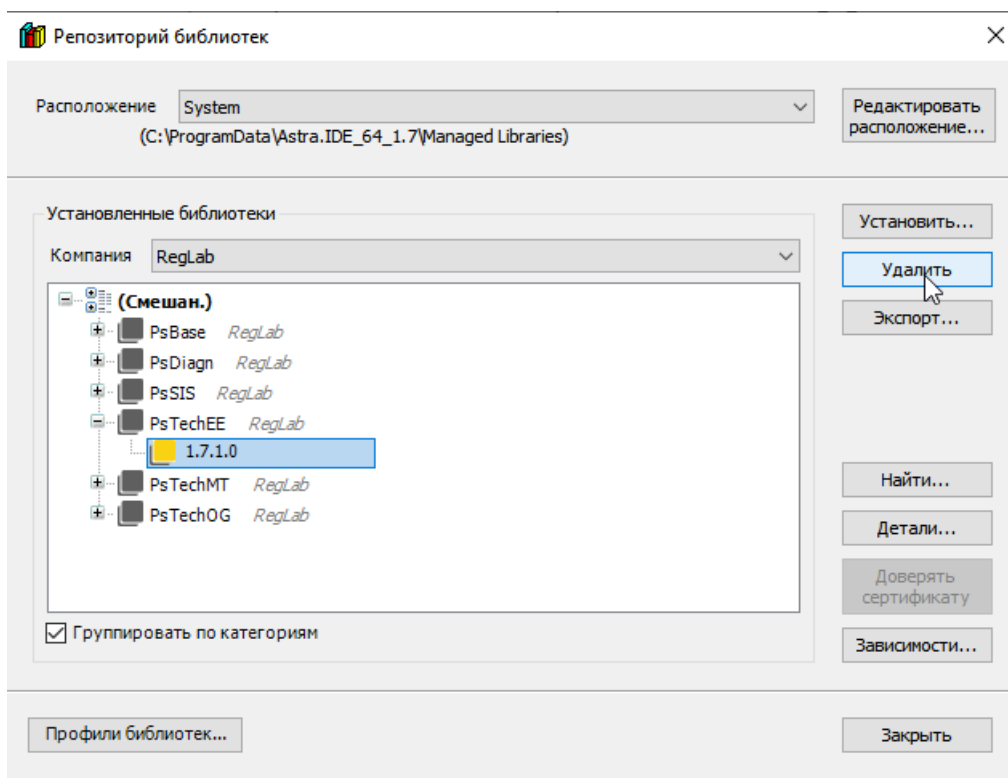 Репозиторий библиотек
Расположение System
(C:\ProgramData\Astra.IDE_64_1.7\Managed Libraries)
Редактировать
расположение...
Установленные библиотеки
Компания RegLab
(Смешан.)
PsBase RegLab
PsDiagn RegLab
PsSIS RegLab
PsTechEE RegLab
1.7.1.0
PsTechMT RegLab
PsTechOG RegLab
Группировать по категориям
Установить...
Удалить
Экспорт...
Найти...
Детали...
Доверять
сертификату
Зависимости...
Профили библиотек...
Закрыть